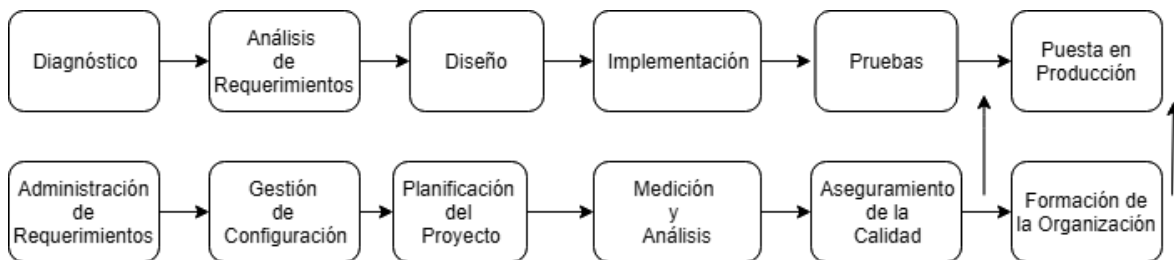 Diagnóstico
Análisis
de
Requerimientos
Diseño
Implementación
Pruebas
Puesta en
Producción
Administración
de
Requerimientos
Gestión
de
Configuración
Planificación
del
Proyecto
Medición
y
Análisis
Aseguramiento
de la
Calidad
Formación de
la Organización